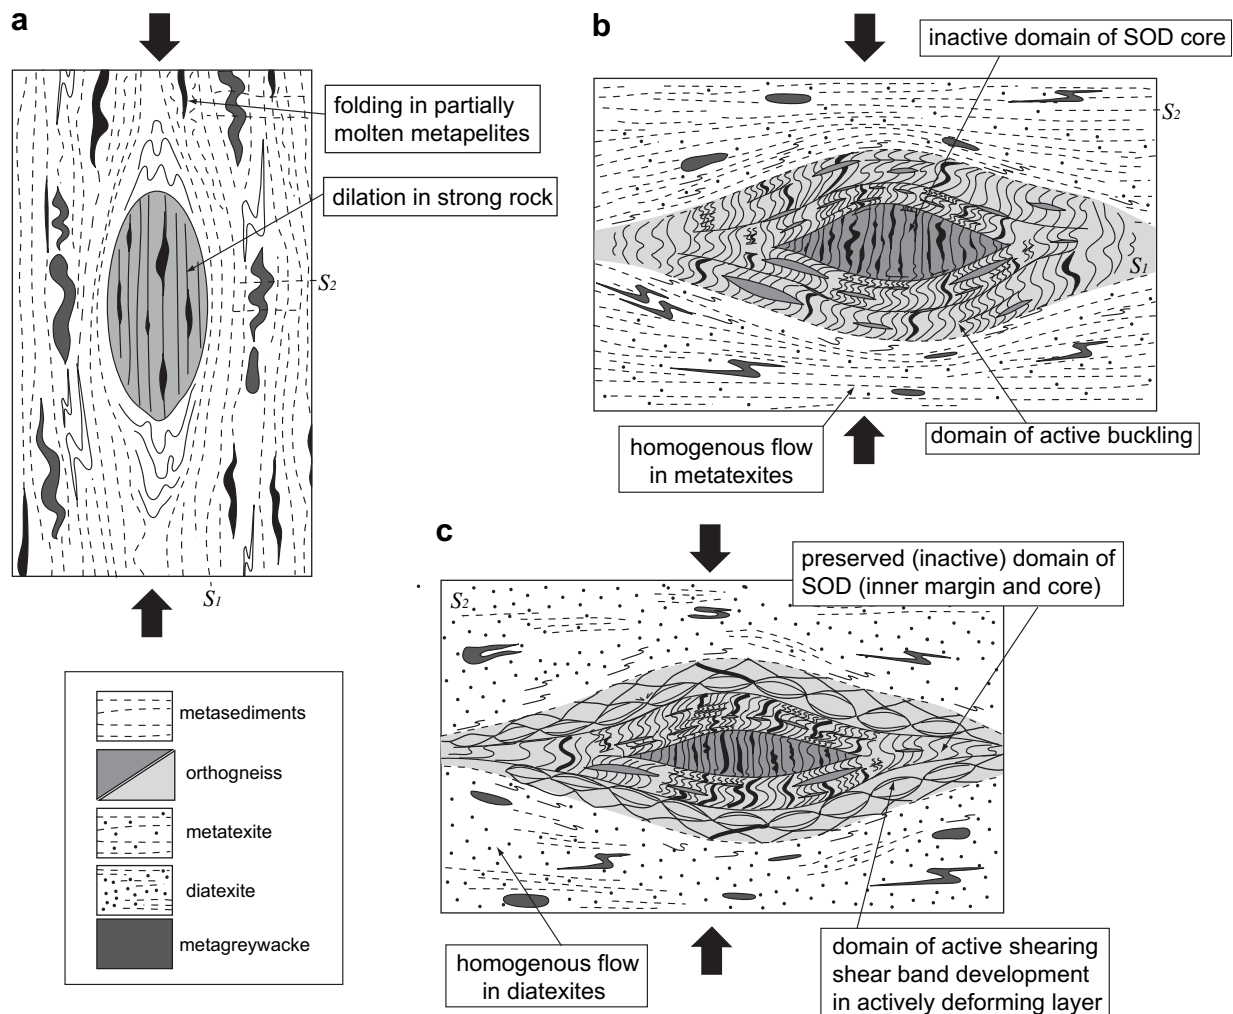 a
folding in partially
molten metapelites
dilation in strong rock
S2
S1
b
inactive domain of SOD core
S2
S1
homogenous flow
in metatexites
domain of active buckling
c
preserved (inactive) domain of
SOD (inner margin and core)
S2
homogenous flow
in diatexites
domain of active shearing
shear band development
in actively deforming layer
metasediments
orthogneiss
metatexite
diatexite
metagreywacke